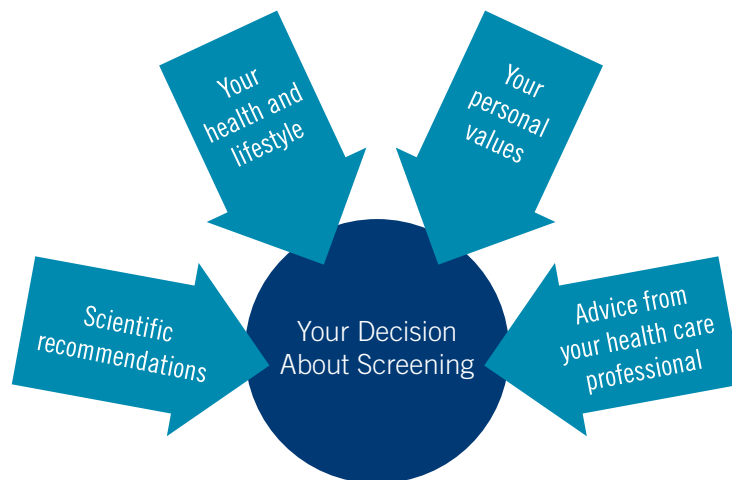 Your
health and
lifestyle
Your
personal
values
Scientific
recommendations
Your Decision
About Screening
Advice from
your health care
professional